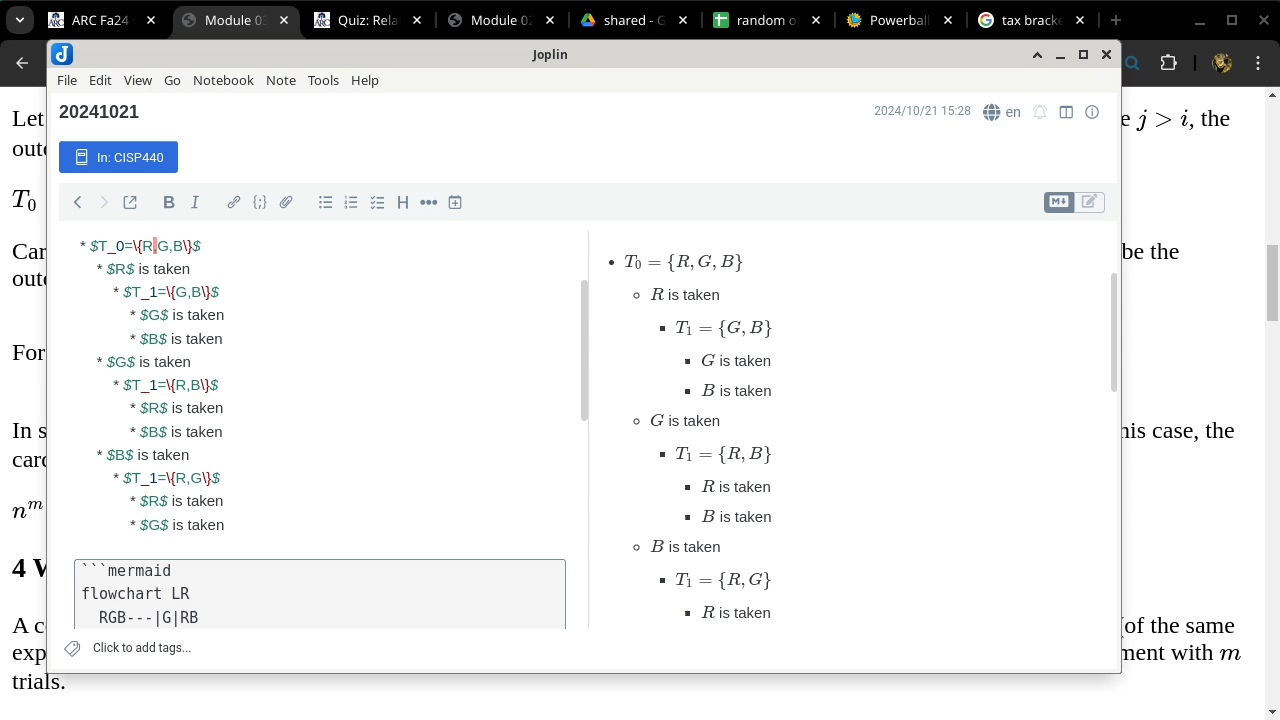 ARC Fa24
Module 03
Quiz: Rela
Module 02
shared - G
random o
Powerball
tax bracke
Joplin
File Edit View Go Notebook Note Tools Help
20241021
2024/10/21 15:28
en
In: CISP440
* $T_0=\{R,G,B\}$
* $R$ is taken
* $T_1=\{G,B\}$
* $G$ is taken
* $B$ is taken
* $G$ is taken
* $T_1=\{R,B\}$
* $R$ is taken
* $B$ is taken
* $B$ is taken
* $T_1=\{R,G\}$
* $R$ is taken
* $G$ is taken
```mermaid
flowchart LR
RGB---|G|RB
• T₀ = {R, G, B}
◦ R is taken
▪ T₁ = {G, B}
▪ G is taken
▪ B is taken
◦ G is taken
▪ T₁ = {R, B}
▪ R is taken
▪ B is taken
◦ B is taken
▪ T₁ = {R, G}
▪ R is taken
Click to add tags...
Let
e j > i, the
oute
T₀
Car
be the
oute
For
In s
his case, the
card
nᵐ
4 W
A c
(of the same
exp
ment with m
trials.